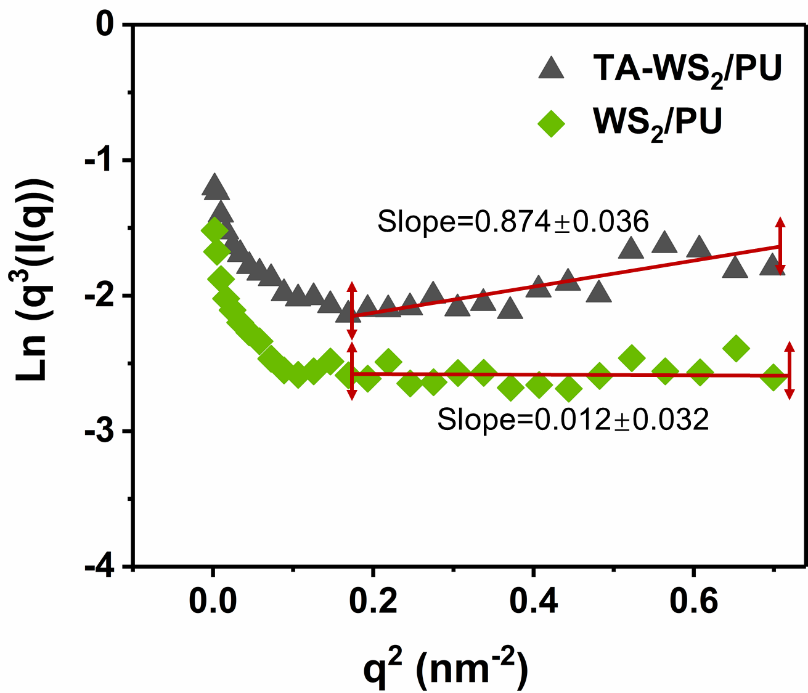 0
TA-WS₂/PU
WS₂/PU
-1
Slope=0.874±0.036
-2
Slope=0.012±0.032
-3
-4
0.0 0.2 0.4 0.6
q² (nm⁻²)
Ln (q³(I(q))